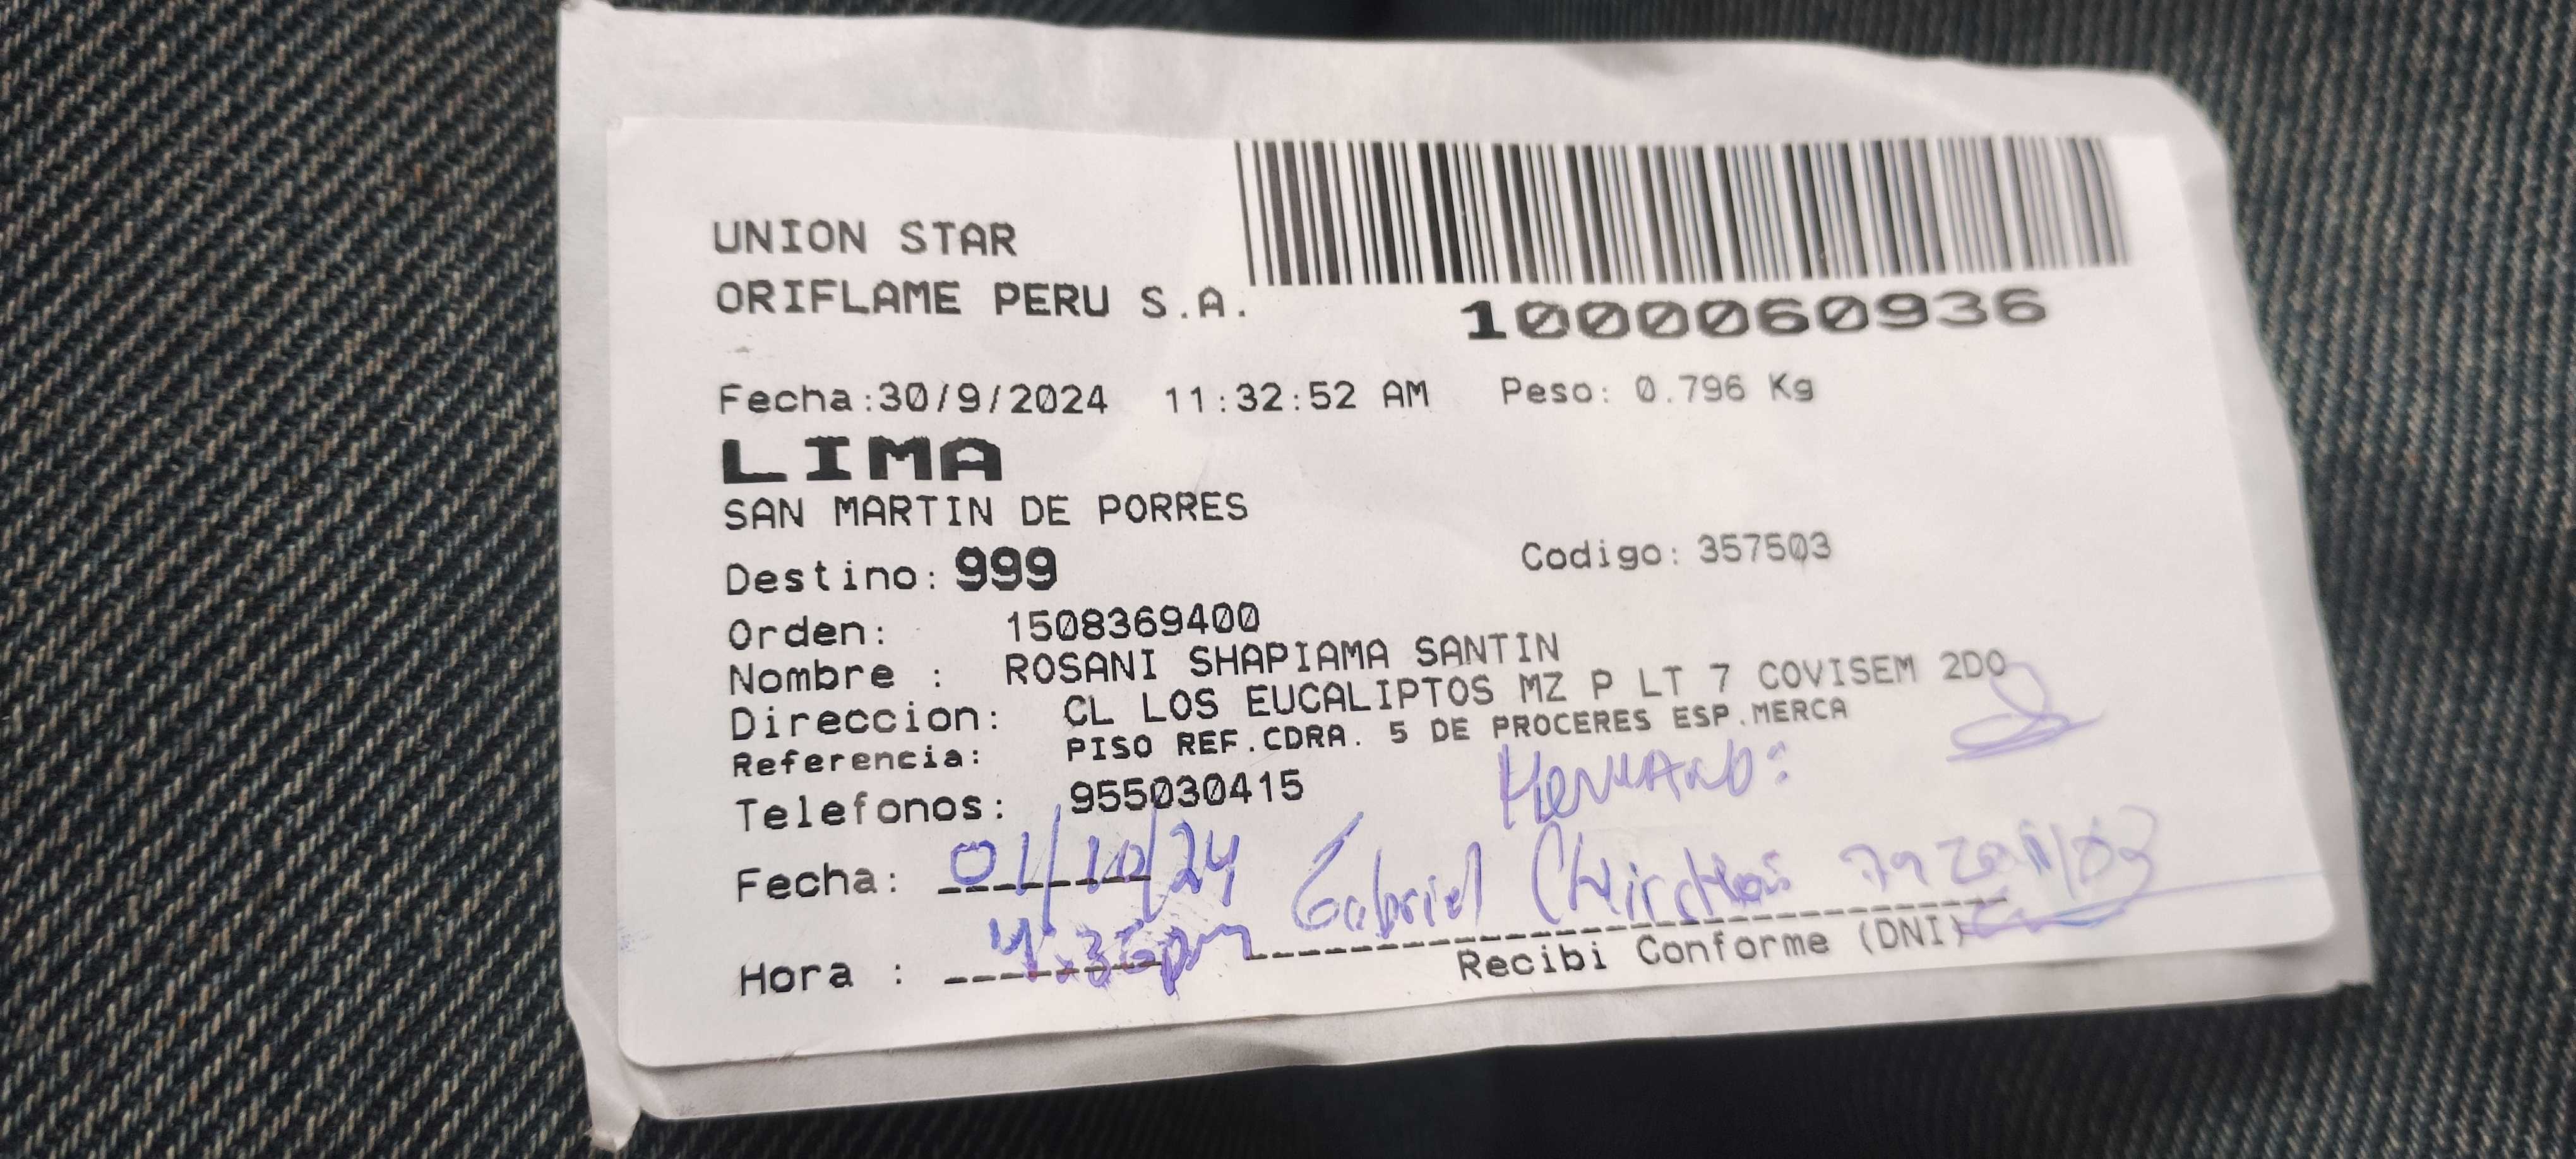 UNION STAR
ORIFLAME PERU S.A.
1000060936
Fecha:30/9/2024 11:32:52 AM Peso: 0.796 Kg
LIMA
SAN MARTIN DE PORRES
Destino: 999 Codigo: 357503
Orden: 1508369400
Nombre : ROSANI SHAPIAMA SANTIN
Direccion: CL LOS EUCALIPTOS MZ P LT 7 COVISEM 2DO
Referencia: PISO REF.CDRA. 5 DE PROCERES ESP.MERCA
Telefonos: 955030415
Hermano:
Fecha: 01/10/24 Gabriel
Hora : 4:35pm
Recibi Conforme (DNI)